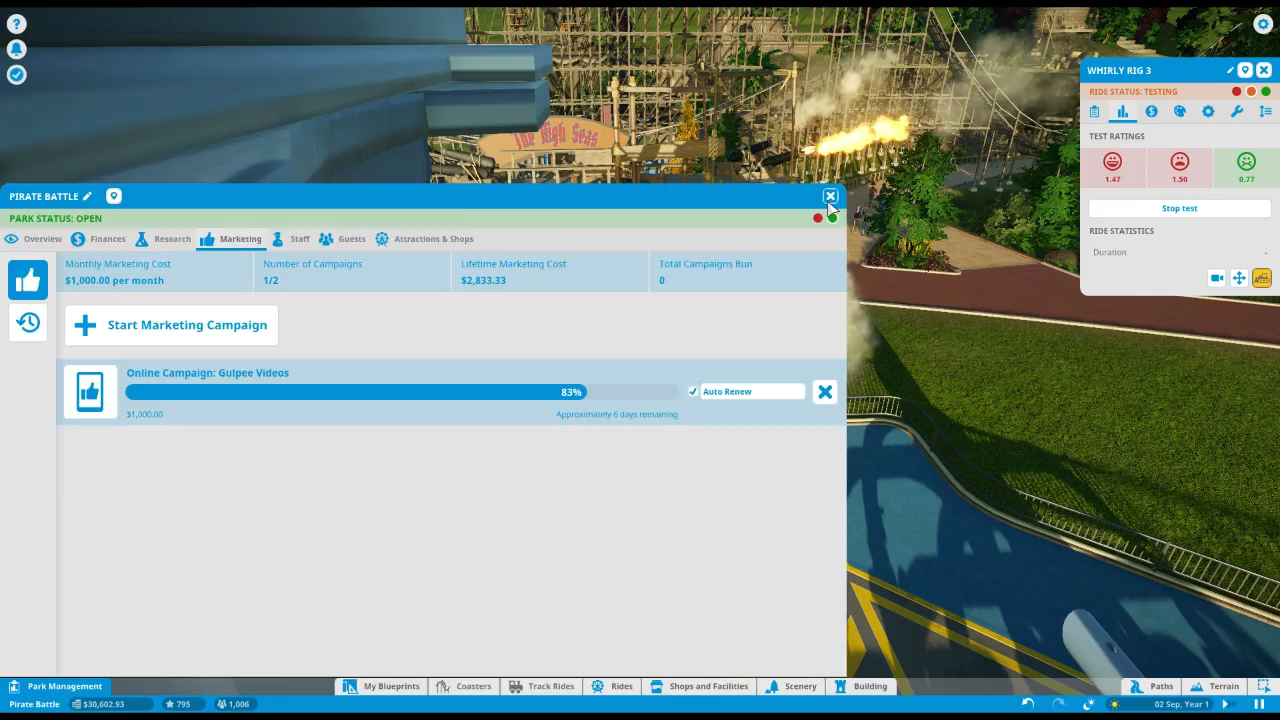 ?
The High Seas
WHIRLY RIG 3
RIDE STATUS: TESTING
TEST RATINGS
1.47 1.50 0.77
Stop test
RIDE STATISTICS
Duration -
PIRATE BATTLE
PARK STATUS: OPEN
Overview Finances Research Marketing Staff Guests Attractions & Shops
Monthly Marketing Cost Number of Campaigns Lifetime Marketing Cost Total Campaigns Run
$1,000.00 per month 1/2 $2,833.33 0
Start Marketing Campaign
Online Campaign: Gulpee Videos
83% Auto Renew
$1,000.00 Approximately 6 days remaining
Park Management My Blueprints Coasters Track Rides Rides Shops and Facilities Scenery Building Paths Terrain
Pirate Battle $30,602.93 795 1,006 02 Sep, Year 1